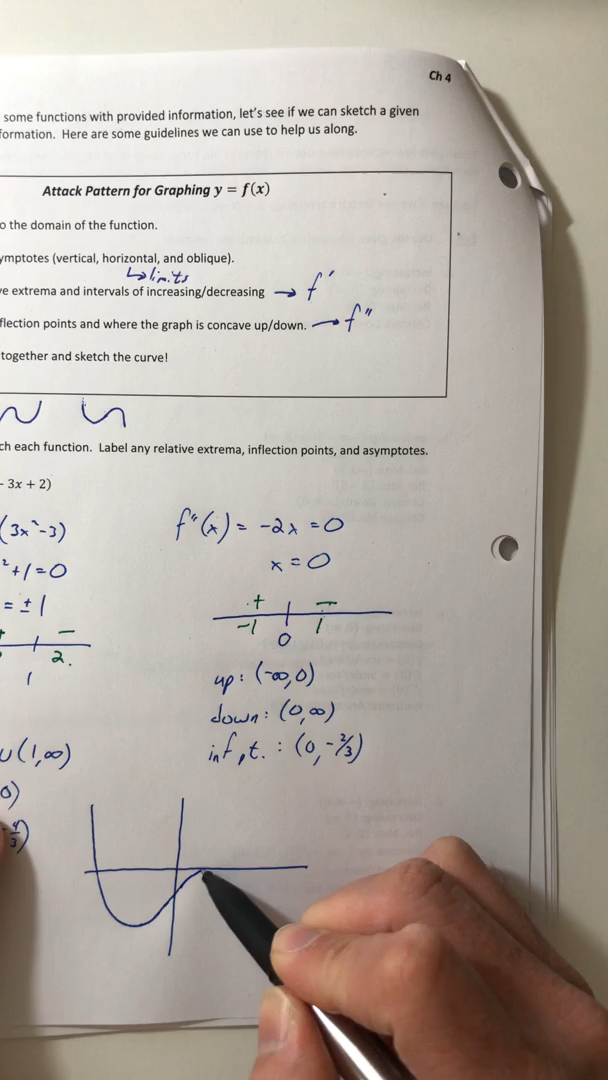 Ch 4
some functions with provided information, let's see if we can sketch a given
formation. Here are some guidelines we can use to help us along.
Attack Pattern for Graphing y = f(x)
o the domain of the function.
ymptotes (vertical, horizontal, and oblique).
↳limits
ve extrema and intervals of increasing/decreasing → f'
flection points and where the graph is concave up/down. → f"
together and sketch the curve!
ch each function. Label any relative extrema, inflection points, and asymptotes.
- 3x + 2)
(3x²-3)
f"(x) = -2x = 0
²+1=0
x = 0
= ±1
+ −
-1 0 1
+ −
2.
1
up: (-∞,0)
down: (0,∞)
inf pt. : (0,-⅔)
∪(1,∞)
0)
-4/3)